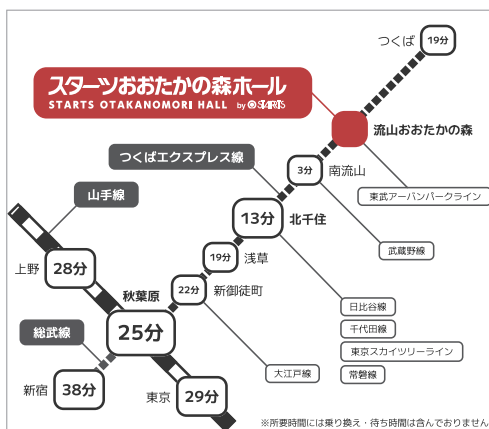 つくば 19分
スターツおおたかの森ホール
STARTS OTAKANOMORI HALL by STARTS
流山おおたかの森
つくばエクスプレス線
3分 南流山
東武アーバンパークライン
山手線
13分 北千住
武蔵野線
19分 浅草
上野 28分
22分 新御徒町
秋葉原
25分
日比谷線
千代田線
東京スカイツリーライン
常磐線
総武線
大江戸線
新宿 38分
東京 29分
※所要時間には乗り換え・待ち時間は含んでおりません